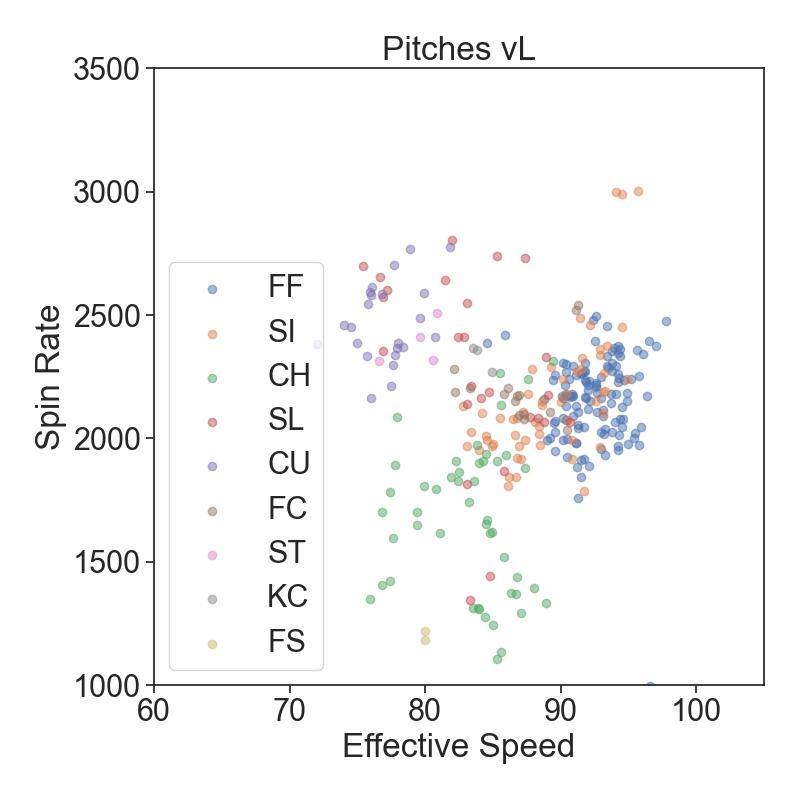 Pitches vL
3500
3000
2500
2000
1500
1000
Spin Rate
FF
SI
CH
SL
CU
FC
ST
KC
FS
60 70 80 90 100
Effective Speed